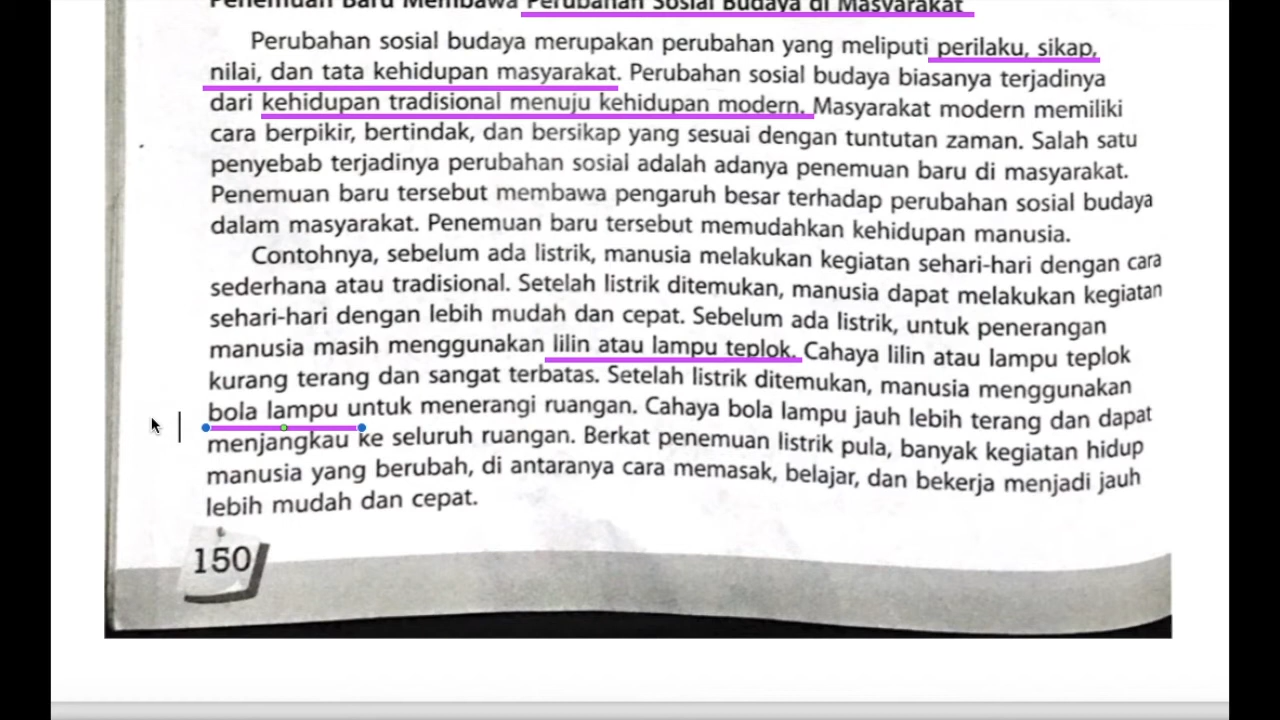 Penemuan Baru Membawa Perubahan Sosial Budaya di Masyarakat
Perubahan sosial budaya merupakan perubahan yang meliputi perilaku, sikap,
nilai, dan tata kehidupan masyarakat. Perubahan sosial budaya biasanya terjadinya
dari kehidupan tradisional menuju kehidupan modern. Masyarakat modern memiliki
cara berpikir, bertindak, dan bersikap yang sesuai dengan tuntutan zaman. Salah satu
penyebab terjadinya perubahan sosial adalah adanya penemuan baru di masyarakat.
Penemuan baru tersebut membawa pengaruh besar terhadap perubahan sosial budaya
dalam masyarakat. Penemuan baru tersebut memudahkan kehidupan manusia.
Contohnya, sebelum ada listrik, manusia melakukan kegiatan sehari-hari dengan cara
sederhana atau tradisional. Setelah listrik ditemukan, manusia dapat melakukan kegiatan
sehari-hari dengan lebih mudah dan cepat. Sebelum ada listrik, untuk penerangan
manusia masih menggunakan lilin atau lampu teplok. Cahaya lilin atau lampu teplok
kurang terang dan sangat terbatas. Setelah listrik ditemukan, manusia menggunakan
bola lampu untuk menerangi ruangan. Cahaya bola lampu jauh lebih terang dan dapat
menjangkau ke seluruh ruangan. Berkat penemuan listrik pula, banyak kegiatan hidup
manusia yang berubah, di antaranya cara memasak, belajar, dan bekerja menjadi jauh
lebih mudah dan cepat.
150